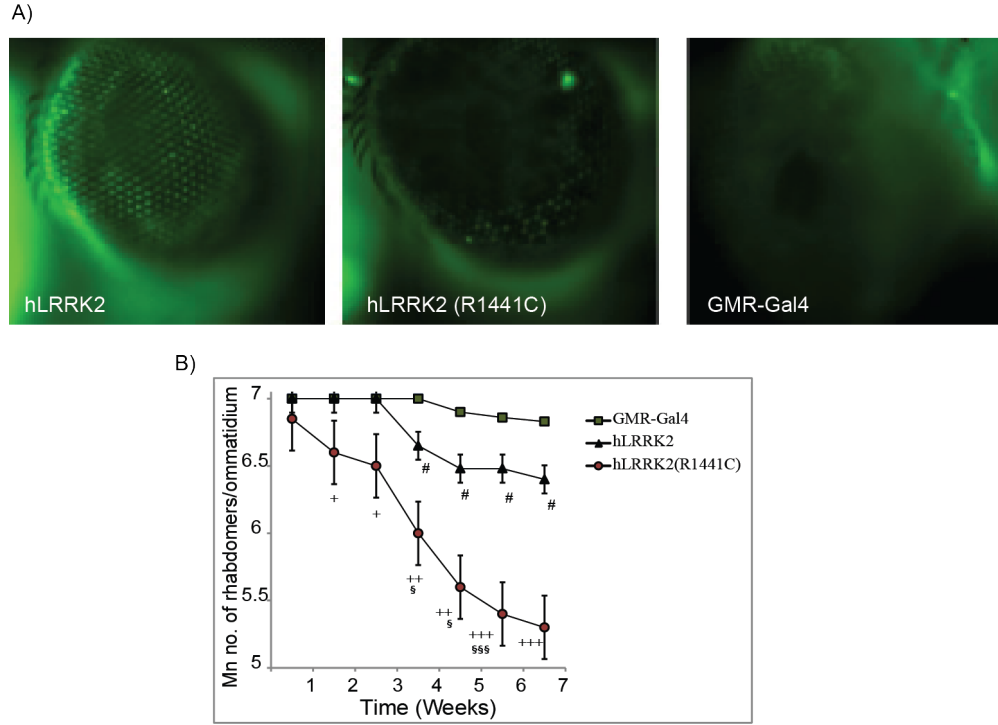 A)
hLRRK2
hLRRK2 (R1441C)
GMR-Gal4
B)
Mn no. of rhabdomers/ommatidium
7
6.5
6
5.5
5
#
#
#
#
+
+
++
§
++
§
+++
§§§
+++
1 2 3 4 5 6 7
Time (Weeks)
GMR-Gal4
hLRRK2
hLRRK2(R1441C)